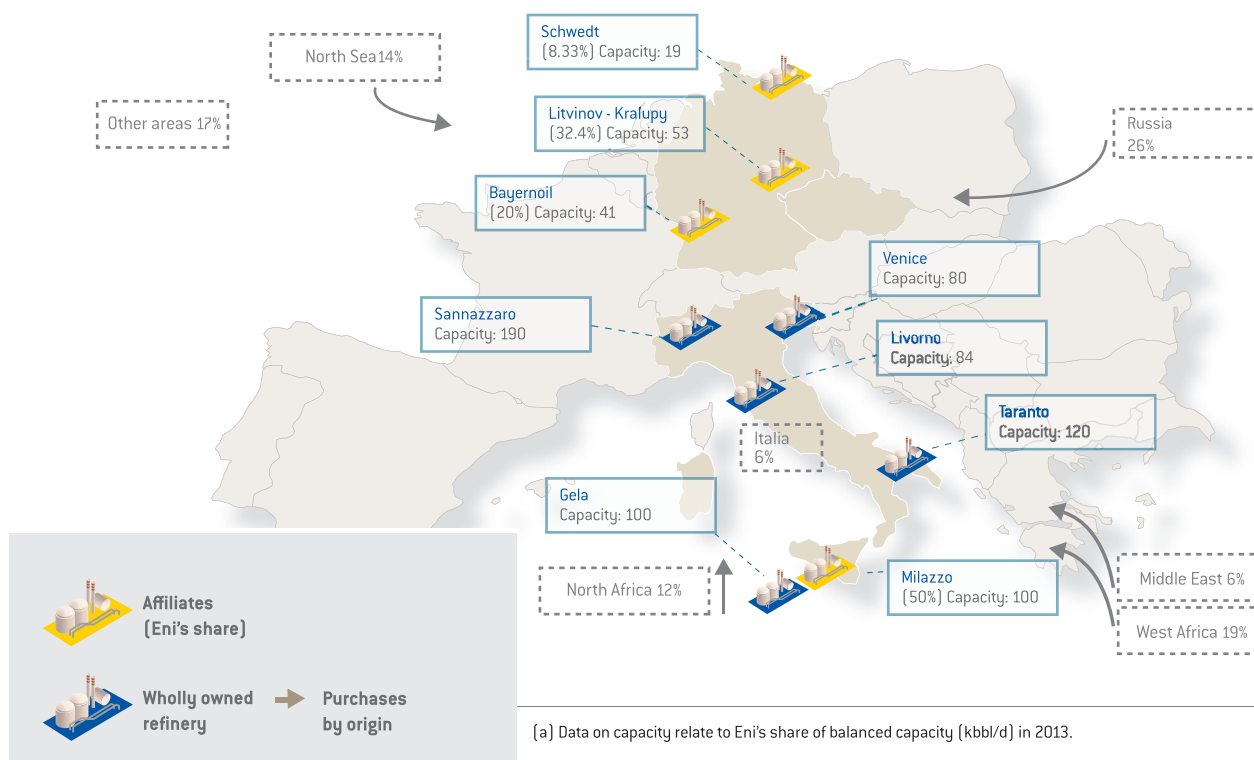 Schwedt
(8.33%) Capacity: 19
North Sea14%
Litvinov - Kralupy
(32.4%) Capacity: 53
Other areas 17%
Russia
26%
Bayernoil
(20%) Capacity: 41
Venice
Capacity: 80
Sannazzaro
Capacity: 190
Livorno
Capacity: 84
Taranto
Capacity: 120
Italia
6%
Gela
Capacity: 100
North Africa 12%
Milazzo
(50%) Capacity: 100
Middle East 6%
West Africa 19%
Affiliates
(Eni's share)
Wholly owned
refinery
Purchases
by origin
(a) Data on capacity relate to Eni's share of balanced capacity (kbbl/d) in 2013.